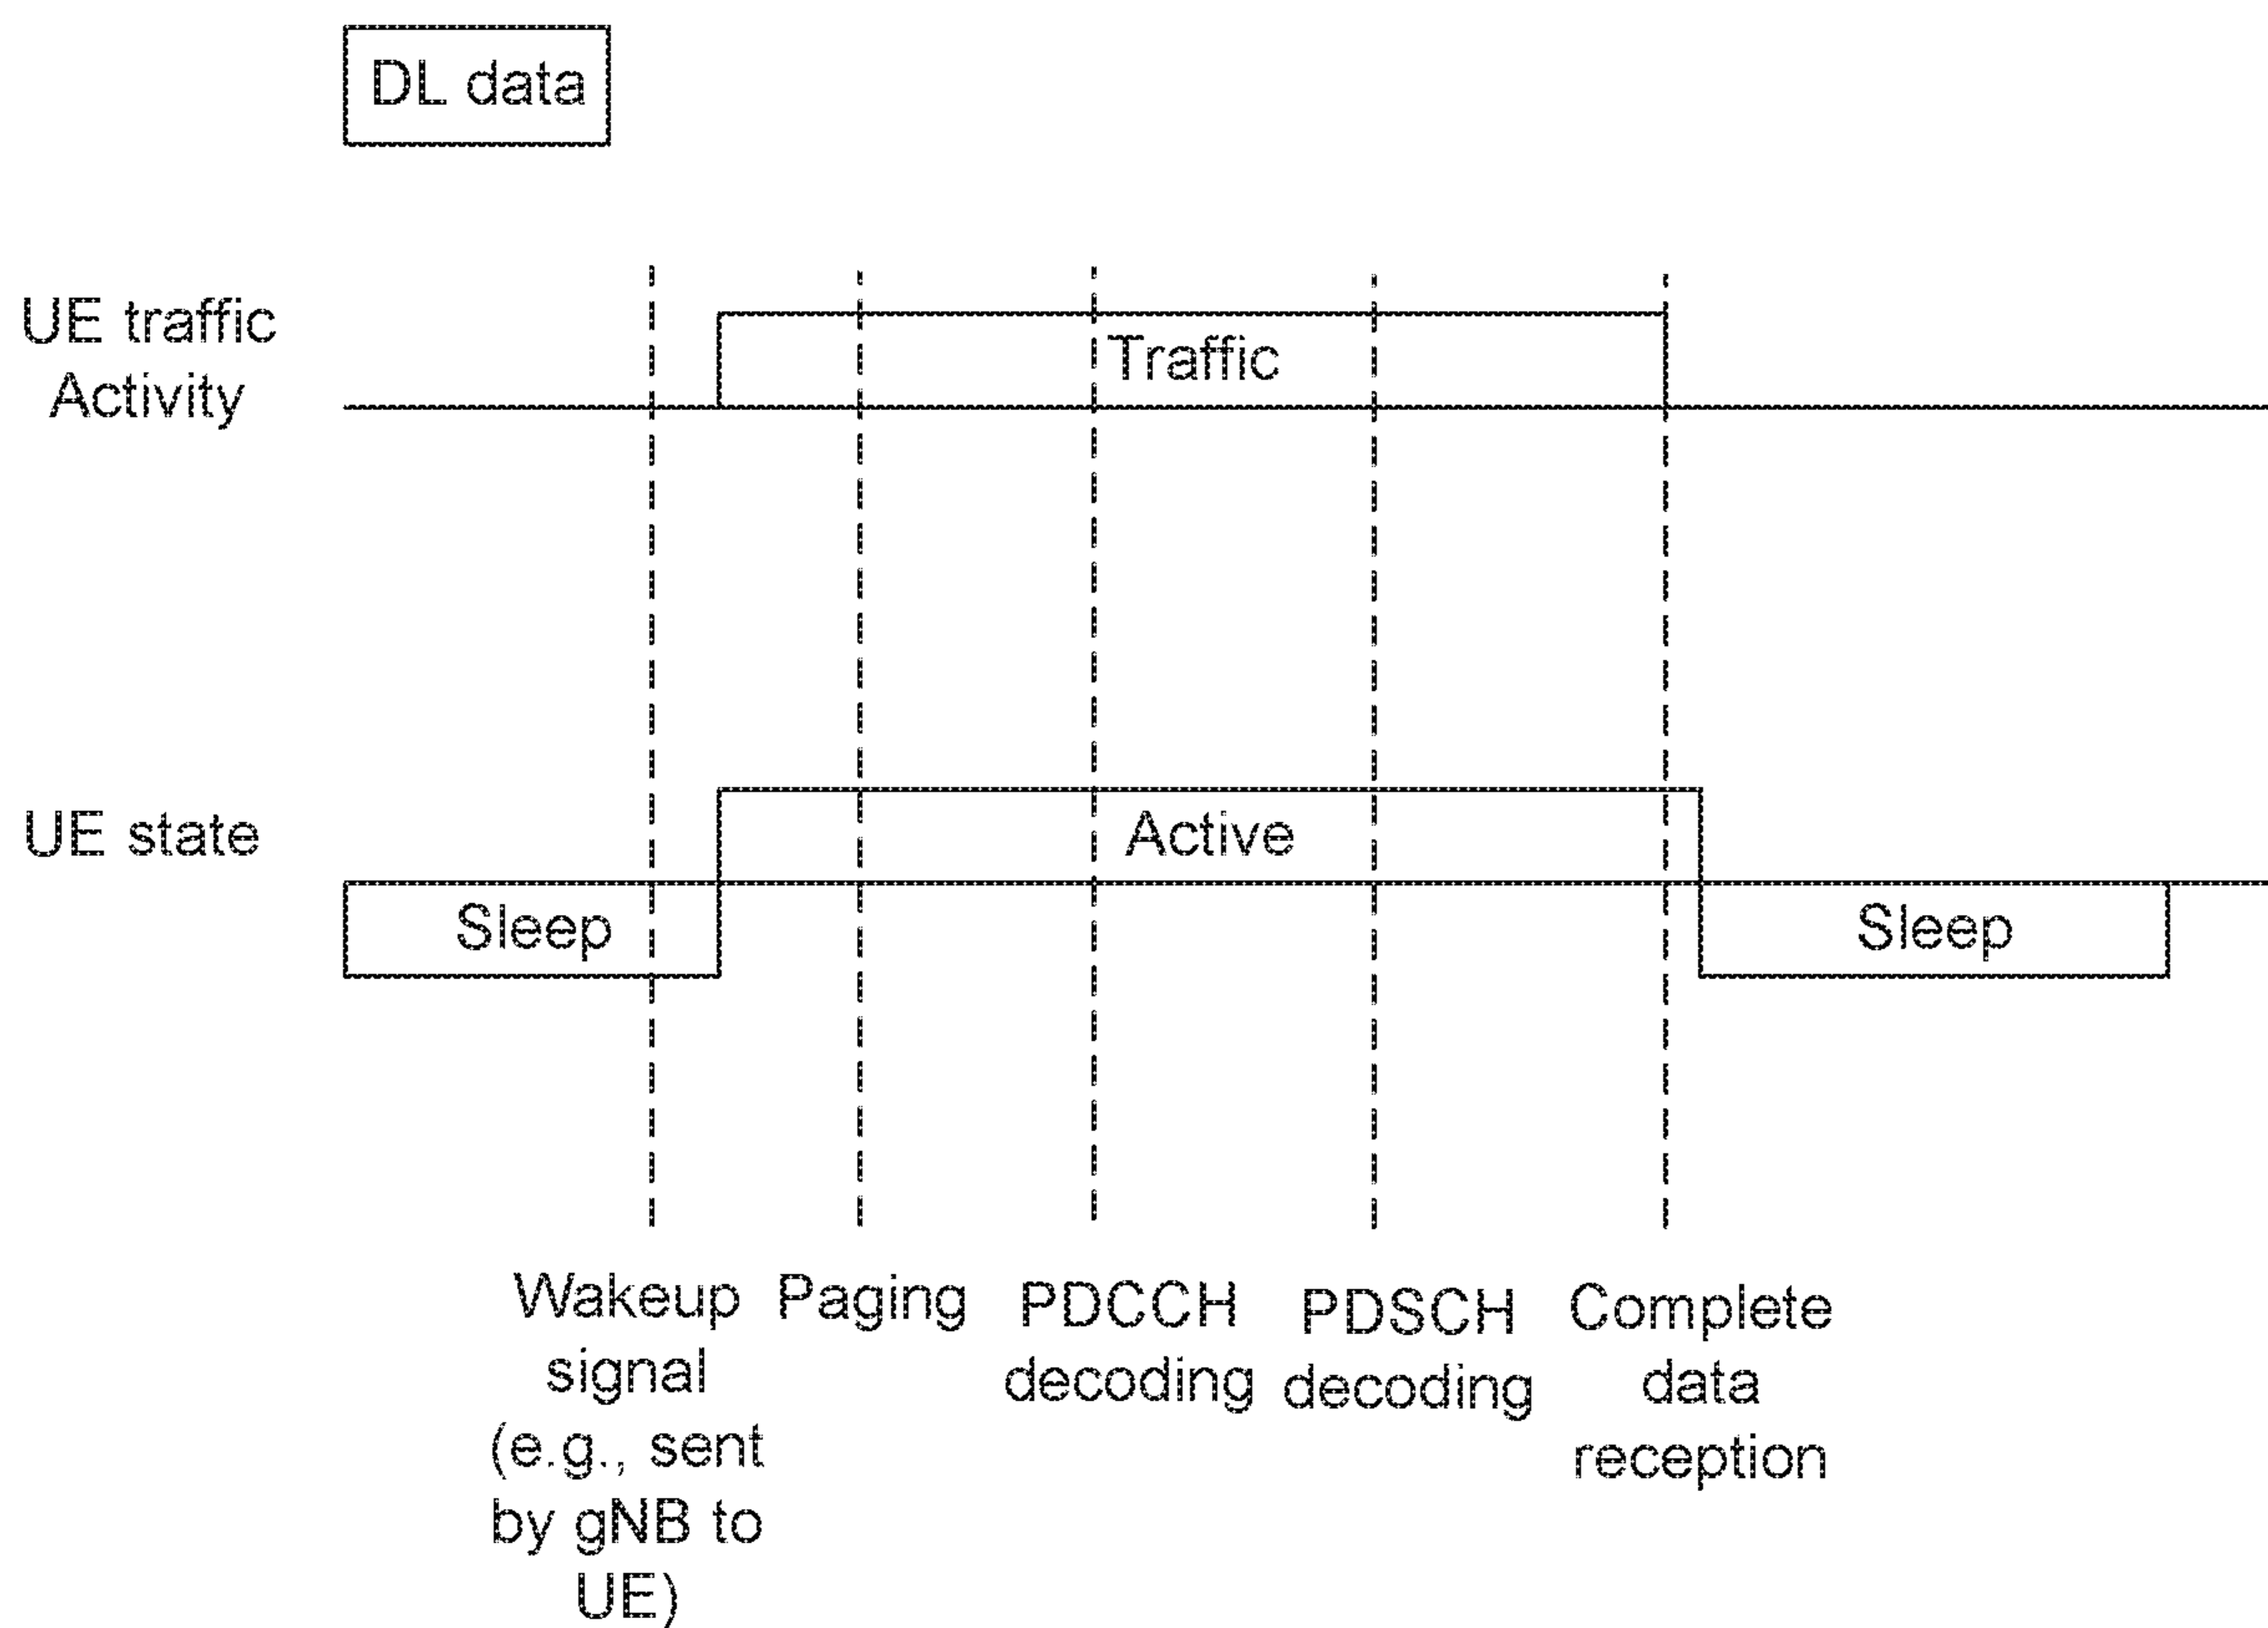 DL data
UE traffic
Activity
Traffic
UE state
Active
Sleep
Sleep
Wakeup
signal
(e.g., sent
by gNB to
UE)
Paging
PDCCH
decoding
PDSCH
decoding
Complete
data
reception